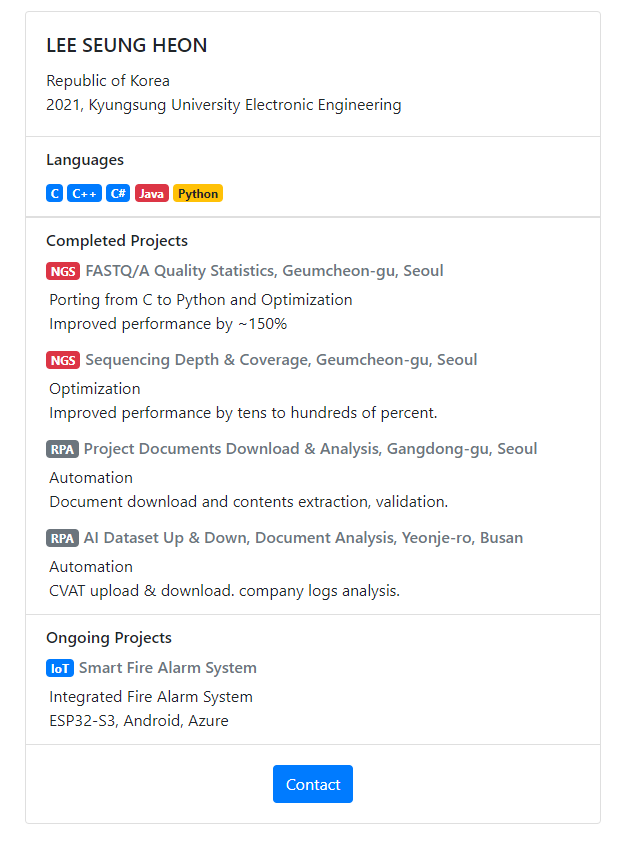 LEE SEUNG HEON
Republic of Korea
2021, Kyungsung University Electronic Engineering
Languages
C C++ C# Java Python
Completed Projects
NGS FASTQ/A Quality Statistics, Geumcheon-gu, Seoul
Porting from C to Python and Optimization
Improved performance by ~150%
NGS Sequencing Depth & Coverage, Geumcheon-gu, Seoul
Optimization
Improved performance by tens to hundreds of percent.
RPA Project Documents Download & Analysis, Gangdong-gu, Seoul
Automation
Document download and contents extraction, validation.
RPA AI Dataset Up & Down, Document Analysis, Yeonje-ro, Busan
Automation
CVAT upload & download. company logs analysis.
Ongoing Projects
IoT Smart Fire Alarm System
Integrated Fire Alarm System
ESP32-S3, Android, Azure
Contact